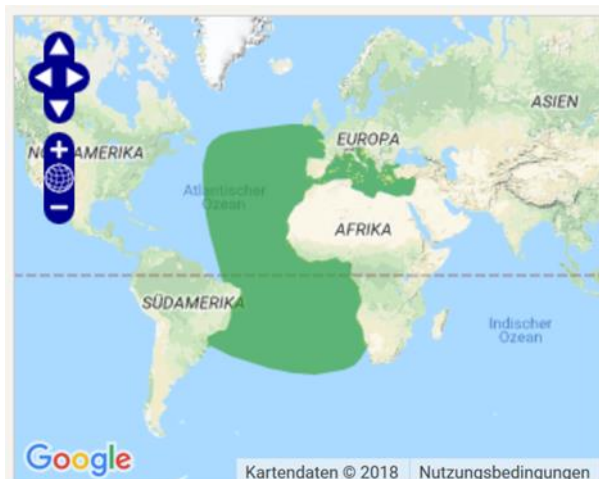 ASIEN
EUROPA
NORDAMERIKA
Atlantischer
Ozean
AFRIKA
SÜDAMERIKA
Indischer
Ozean
Google
Kartendaten © 2018 Nutzungsbedingungen